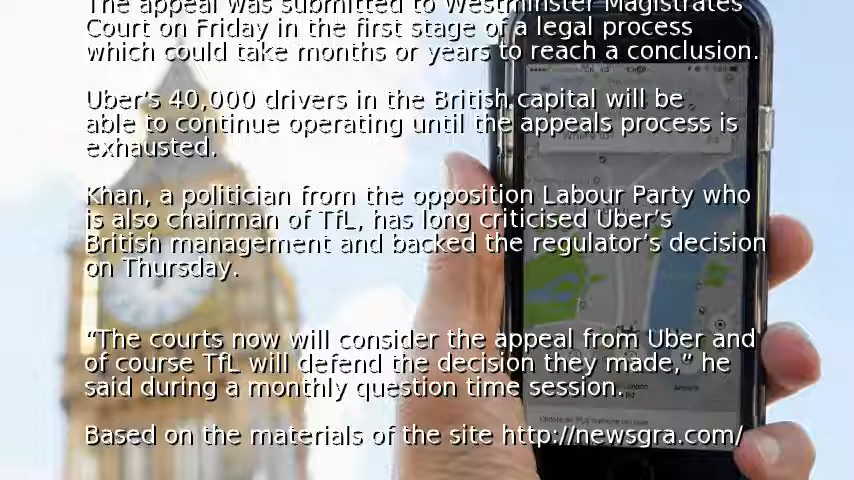 The appeal was submitted to Westminster Magistrates'
Court on Friday in the first stage of a legal process
which could take months or years to reach a conclusion.
Uber’s 40,000 drivers in the British capital will be
able to continue operating until the appeals process is
exhausted.
Khan, a politician from the opposition Labour Party who
is also chairman of TfL, has long criticised Uber’s
British management and backed the regulator’s decision
on Thursday.
“The courts now will consider the appeal from Uber and
of course TfL will defend the decision they made,” he
said during a monthly question time session.
Based on the materials of the site http://newsgra.com/
Where to?